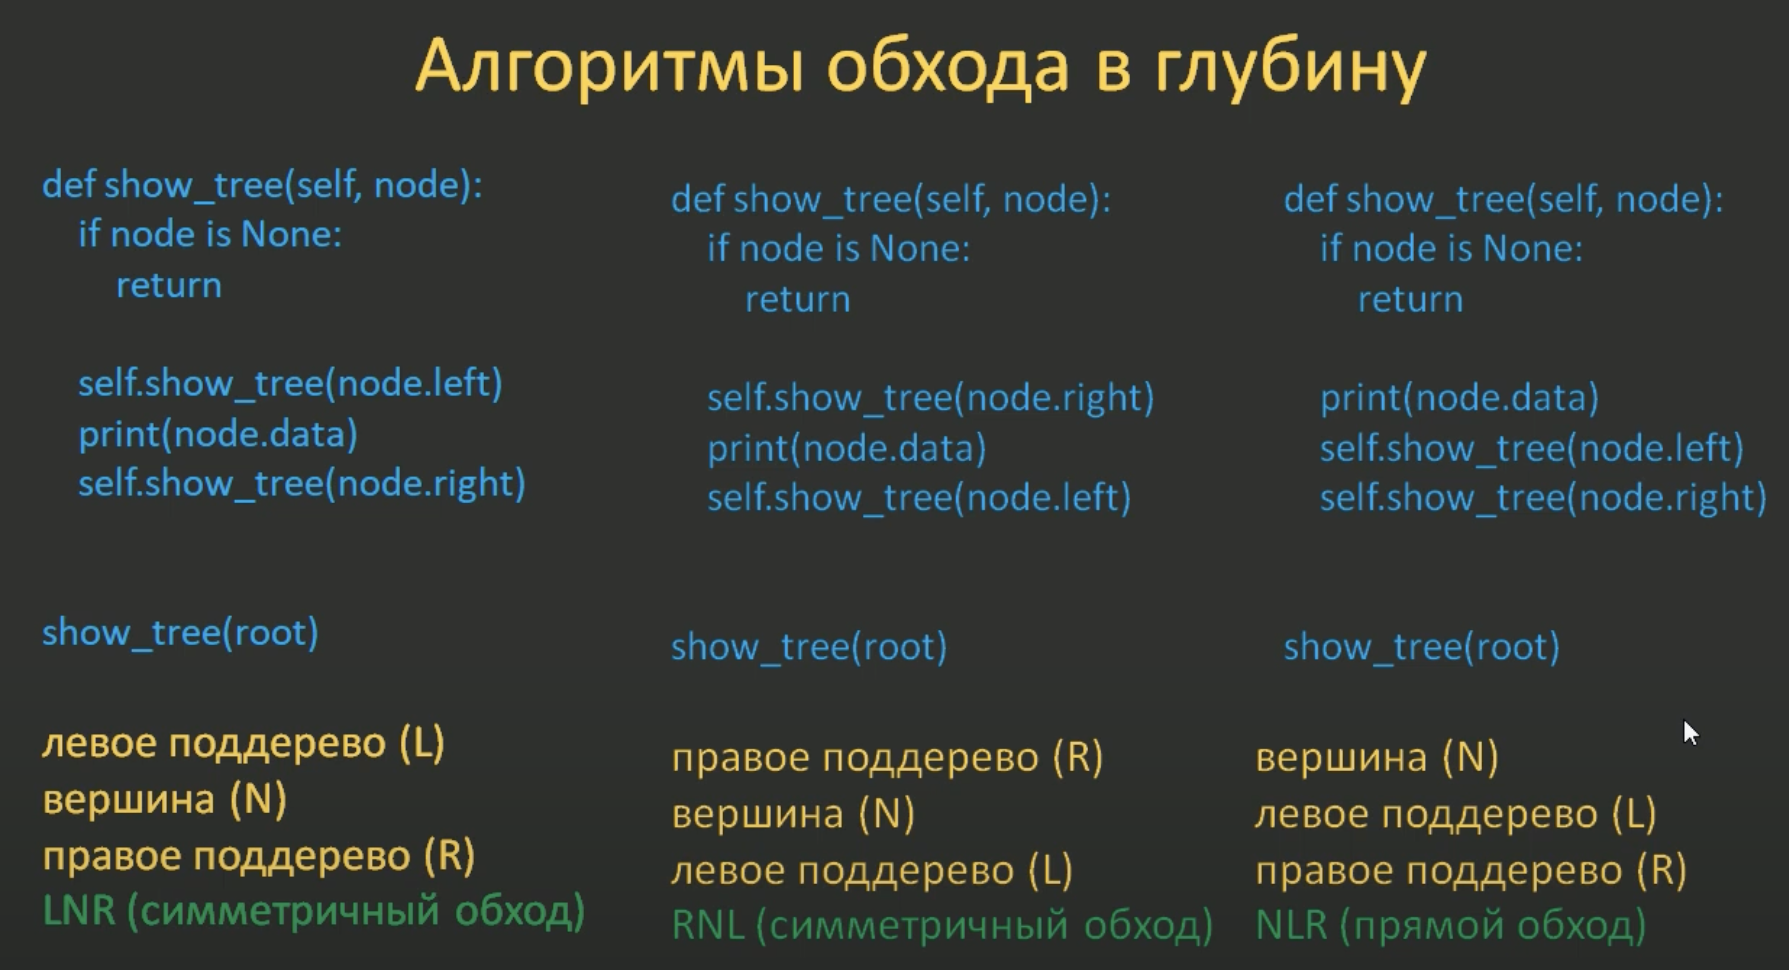 Алгоритмы обхода в глубину
def show_tree(self, node):
if node is None:
return
self.show_tree(node.left)
print(node.data)
self.show_tree(node.right)
show_tree(root)
левое поддерево (L)
вершина (N)
правое поддерево (R)
LNR (симметричный обход)
def show_tree(self, node):
if node is None:
return
self.show_tree(node.right)
print(node.data)
self.show_tree(node.left)
show_tree(root)
правое поддерево (R)
вершина (N)
левое поддерево (L)
RNL (симметричный обход)
def show_tree(self, node):
if node is None:
return
print(node.data)
self.show_tree(node.left)
self.show_tree(node.right)
show_tree(root)
вершина (N)
левое поддерево (L)
правое поддерево (R)
NLR (прямой обход)